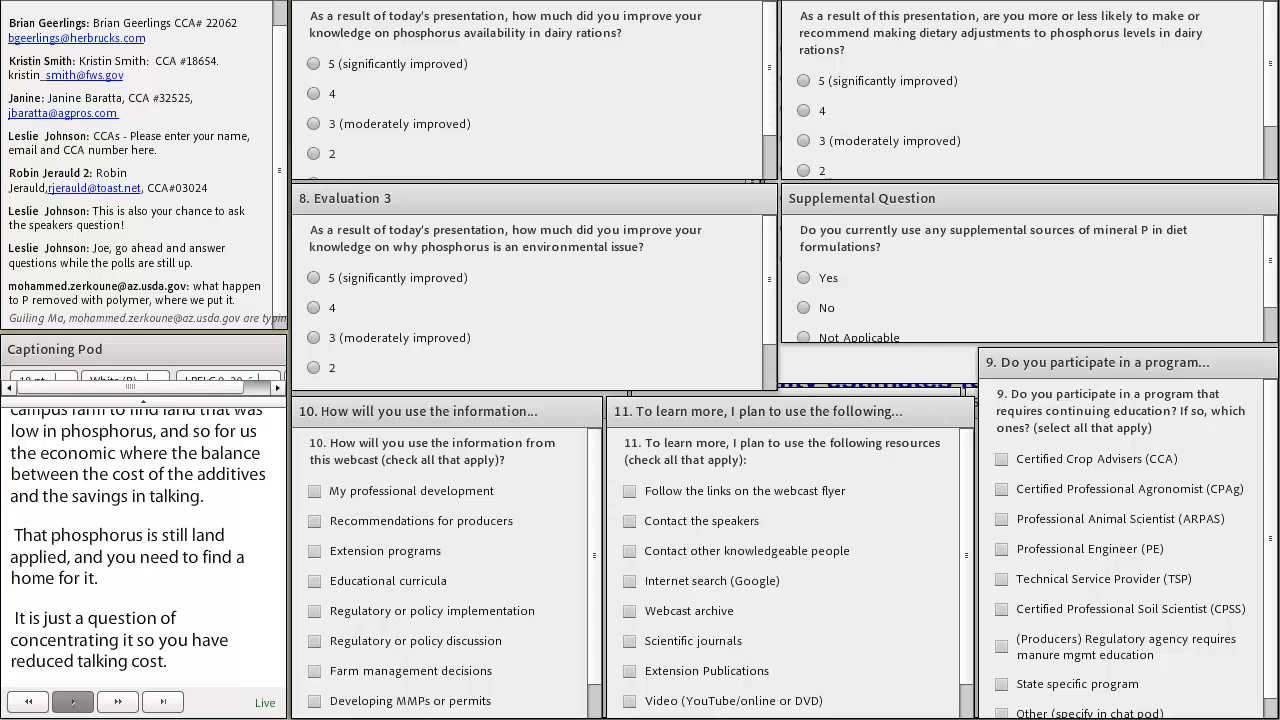 Brian Geerlings: Brian Geerlings CCA# 22062
bgeerlings@herbrucks.com
Kristin Smith: Kristin Smith: CCA #18654.
kristin_smith@fws.gov
Janine: Janine Baratta, CCA #32525,
jbaratta@agpros.com
Leslie Johnson: CCAs - Please enter your name,
email and CCA number here.
Robin Jerauld 2: Robin
Jerauld,rjerauld@toast.net, CCA#03024
Leslie Johnson: This is also your chance to ask
the speakers question!
Leslie Johnson: Joe, go ahead and answer
questions while the polls are still up.
mohammed.zerkoune@az.usda.gov: what happen
to P removed with polymer, where we put it.
Guiling Ma, mohammed.zerkoune@az.usda.gov are typin
Captioning Pod
campus farm to find land that was
low in phosphorus, and so for us
the economic where the balance
between the cost of the additives
and the savings in talking.
That phosphorus is still land
applied, and you need to find a
home for it.
It is just a question of
concentrating it so you have
reduced talking cost.
Live
As a result of today's presentation, how much did you improve your
knowledge on phosphorus availability in dairy rations?
5 (significantly improved)
4
3 (moderately improved)
2
As a result of this presentation, are you more or less likely to make or
recommend making dietary adjustments to phosphorus levels in dairy
rations?
5 (significantly improved)
4
3 (moderately improved)
2
8. Evaluation 3
As a result of today's presentation, how much did you improve your
knowledge on why phosphorus is an environmental issue?
5 (significantly improved)
4
3 (moderately improved)
2
Supplemental Question
Do you currently use any supplemental sources of mineral P in diet
formulations?
Yes
No
Not Applicable
10. How will you use the information...
10. How will you use the information from
this webcast (check all that apply)?
My professional development
Recommendations for producers
Extension programs
Educational curricula
Regulatory or policy implementation
Regulatory or policy discussion
Farm management decisions
Developing MMPs or permits
11. To learn more, I plan to use the following...
11. To learn more, I plan to use the following resources
(check all that apply):
Follow the links on the webcast flyer
Contact the speakers
Contact other knowledgeable people
Internet search (Google)
Webcast archive
Scientific journals
Extension Publications
Video (YouTube/online or DVD)
9. Do you participate in a program...
9. Do you participate in a program that
requires continuing education? If so, which
ones? (select all that apply)
Certified Crop Advisers (CCA)
Certified Professional Agronomist (CPAg)
Professional Animal Scientist (ARPAS)
Professional Engineer (PE)
Technical Service Provider (TSP)
Certified Professional Soil Scientist (CPSS)
(Producers) Regulatory agency requires
manure mgmt education
State specific program
Other (specify in chat pod)